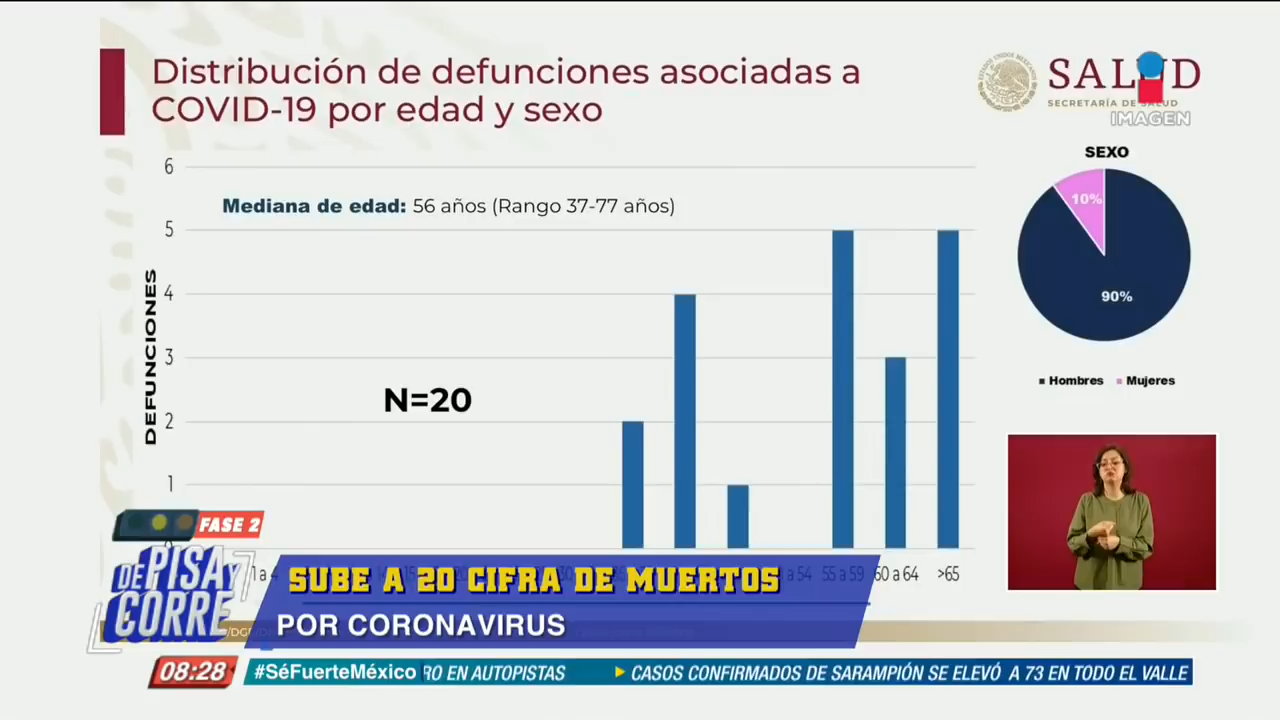 Distribución de defunciones asociadas a
COVID-19 por edad y sexo
SALUD
SECRETARÍA DE SALUD
IMAGEN
SEXO
10%
90%
Hombres
Mujeres
Mediana de edad: 56 años (Rango 37-77 años)
DEFUNCIONES
6
5
4
3
2
1
N=20
1 a 4
a 54
55 a 59
60 a 64
>65
FASE 2
DE PISA Y
CORRE
SUBE A 20 CIFRA DE MUERTOS
POR CORONAVIRUS
08:28
#SéFuerteMéxico
RO EN AUTOPISTAS
CASOS CONFIRMADOS DE SARAMPIÓN SE ELEVÓ A 73 EN TODO EL VALLE